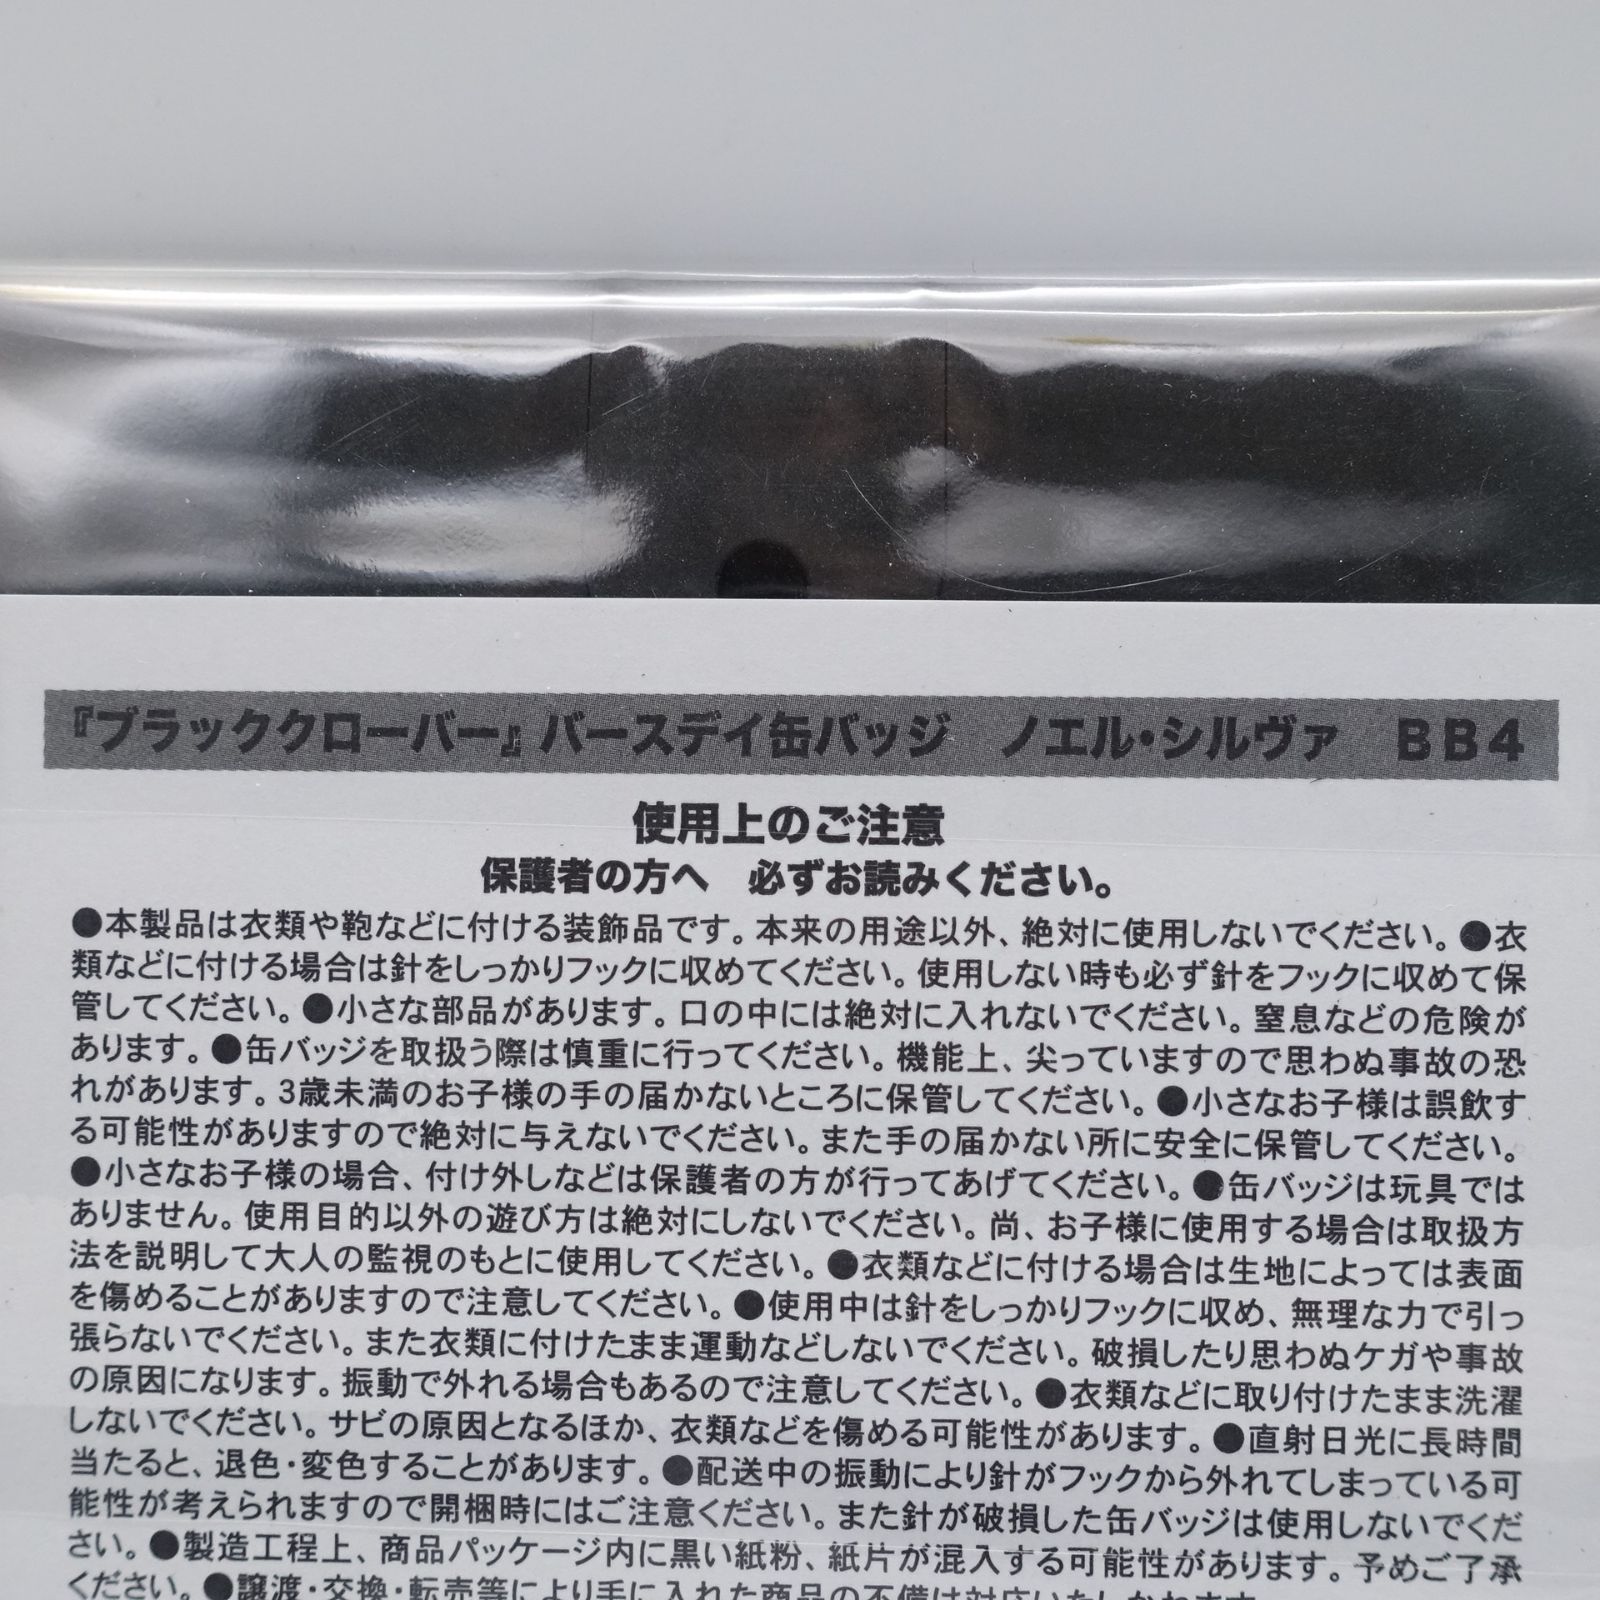 『ブラッククローバー』バースデイ缶バッジ　ノエル・シルヴァ　ＢＢ４
使用上のご注意
保護者の方へ　必ずお読みください。
●本製品は衣類や鞄などに付ける装飾品です。本来の用途以外、絶対に使用しないでください。●衣
類などに付ける場合は針をしっかりフックに収めてください。使用しない時も必ず針をフックに収めて保
管してください。●小さな部品があります。口の中には絶対に入れないでください。窒息などの危険が
あります。●缶バッジを取扱う際は慎重に行ってください。機能上、尖っていますので思わぬ事故の恐
れがあります。3歳未満のお子様の手の届かないところに保管してください。●小さなお子様は誤飲す
る可能性がありますので絶対に与えないでください。また手の届かない所に安全に保管してください。
●小さなお子様の場合、付け外しなどは保護者の方が行ってあげてください。●缶バッジは玩具では
ありません。使用目的以外の遊び方は絶対にしないでください。尚、お子様に使用する場合は取扱方
法を説明して大人の監視のもとに使用してください。●衣類などに付ける場合は生地によっては表面
を傷めることがありますので注意してください。●使用中は針をしっかりフックに収め、無理な力で引っ
張らないでください。また衣類に付けたまま運動などしないでください。破損したり思わぬケガや事故
の原因になります。振動で外れる場合もあるので注意してください。●衣類などに取り付けたまま洗濯
しないでください。サビの原因となるほか、衣類などを傷める可能性があります。●直射日光に長時間
当たると、退色・変色することがあります。●配送中の振動により針がフックから外れてしまっている可
能性が考えられますので開梱時にはご注意ください。また針が破損した缶バッジは使用しないでくだ
さい。●製造工程上、商品パッケージ内に黒い紙粉、紙片が混入する可能性があります。予めご了承
ください。●譲渡・交換・転売等により手に入れた商品の不備は対応いたしかねます。